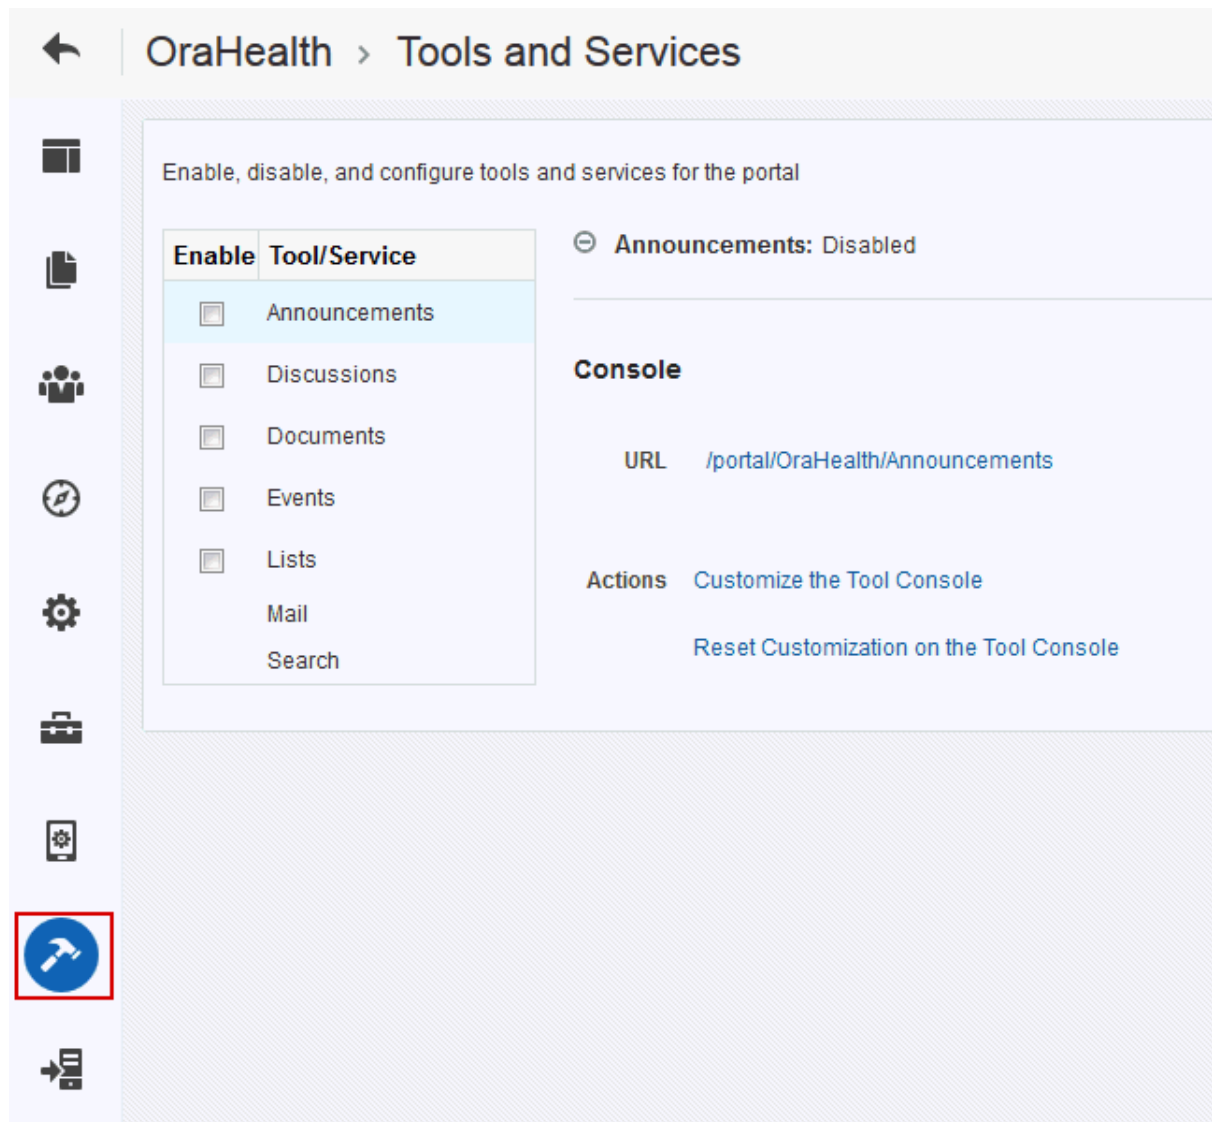 OraHealth > Tools and Services
Enable, disable, and configure tools and services for the portal
Enable Tool/Service
Announcements
Discussions
Documents
Events
Lists
Mail
Search
Announcements: Disabled
Console
URL /portal/OraHealth/Announcements
Actions Customize the Tool Console
Reset Customization on the Tool Console